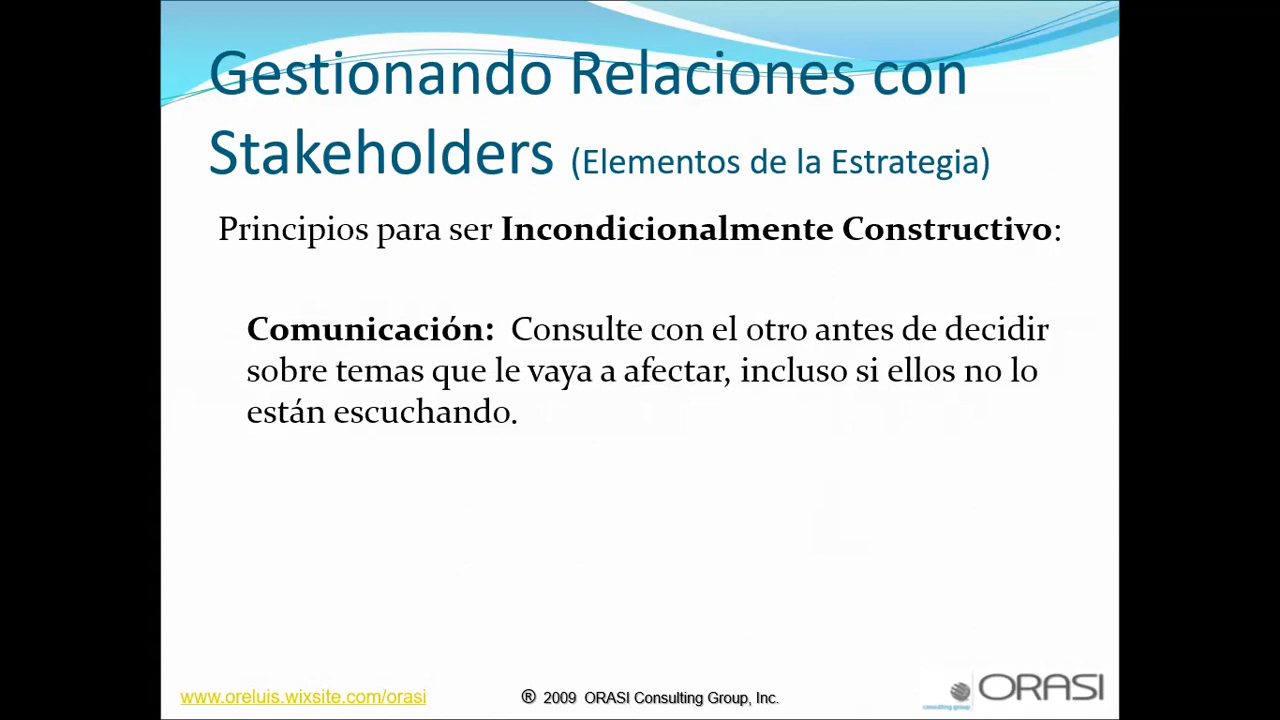 Gestionando Relaciones con
Stakeholders (Elementos de la Estrategia)
Principios para ser Incondicionalmente Constructivo:
Comunicación: Consulte con el otro antes de decidir
sobre temas que le vaya a afectar, incluso si ellos no lo
están escuchando.
www.oreluis.wixsite.com/orasi
® 2009 ORASI Consulting Group, Inc.
ORASI
consulting group